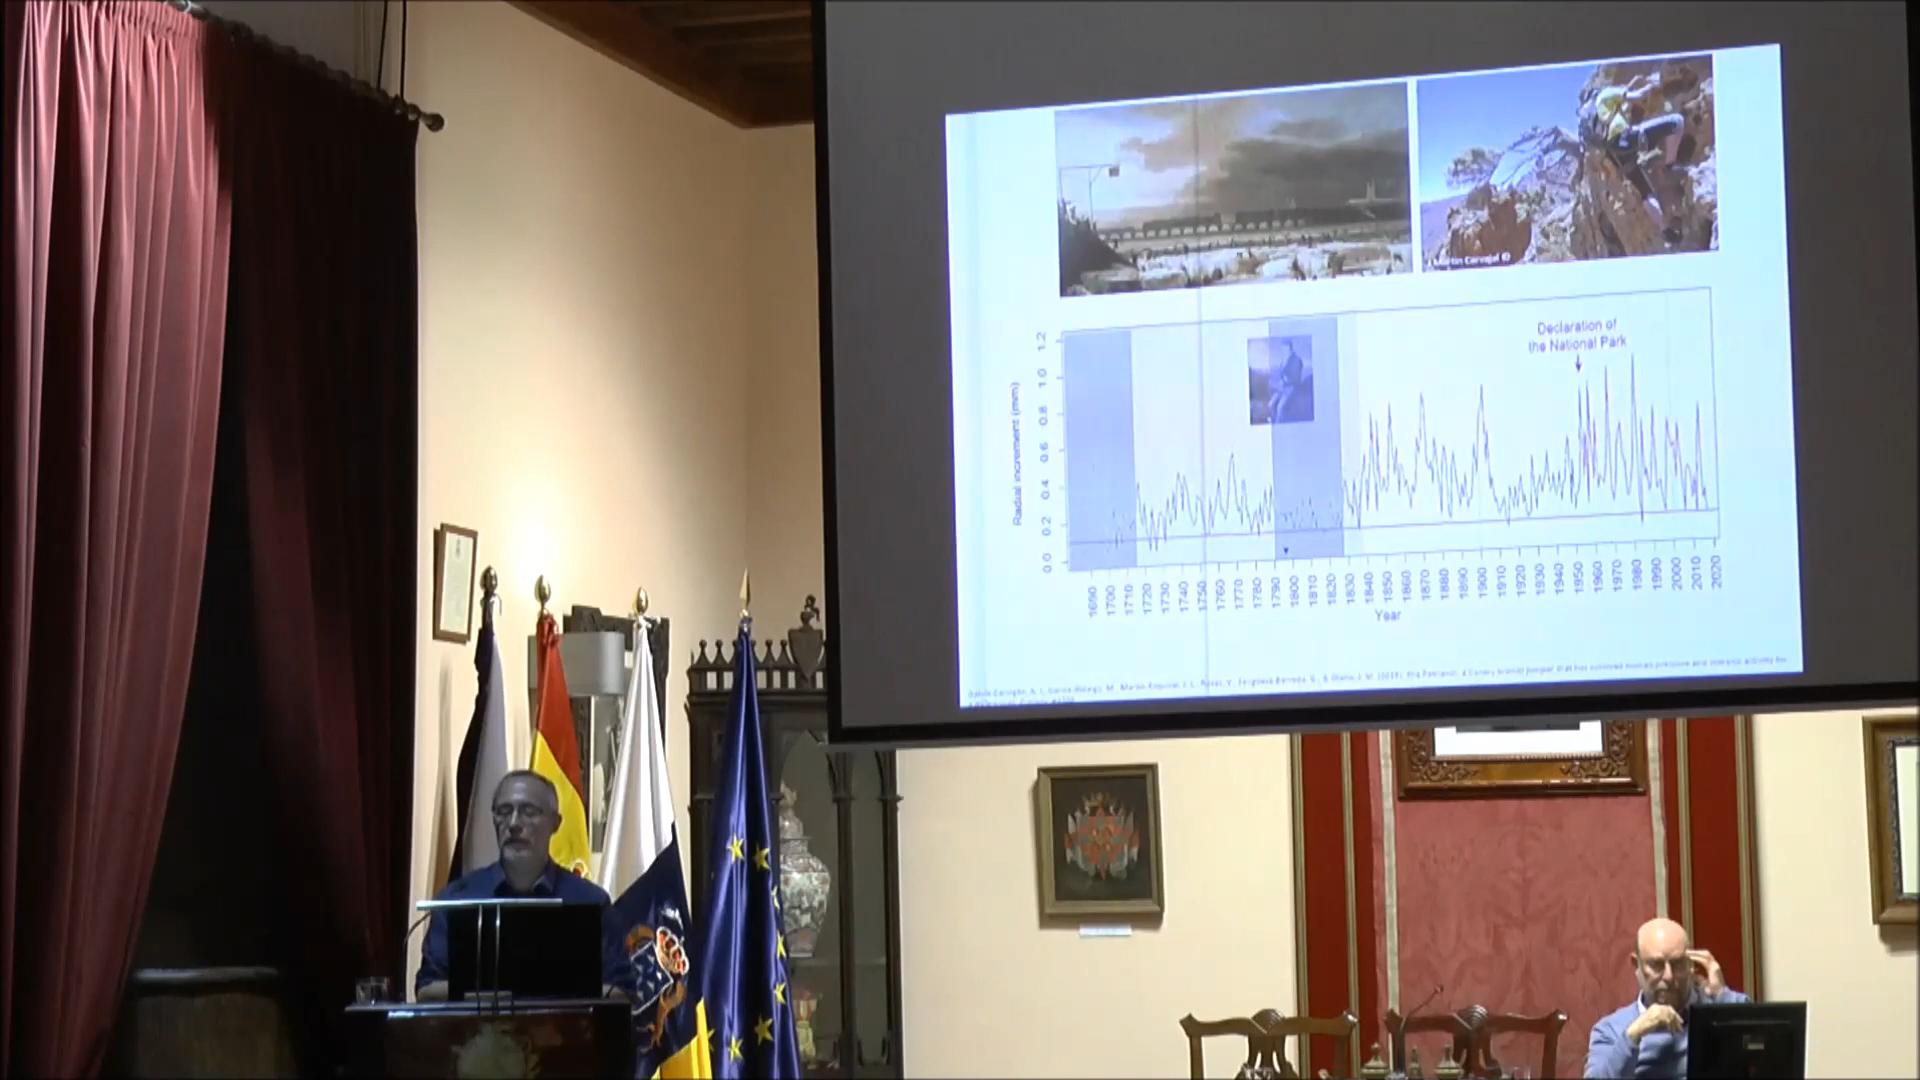 Martin Carvajal ©
Declaration of
the National Park
Radial increment (mm)
0.0 0.2 0.4 0.6 0.8 1.0 1.2
1690 1700 1710 1720 1730 1740 1750 1760 1770 1780 1790 1800 1810 1820 1830 1840 1850 1860 1870 1880 1890 1900 1910 1920 1930 1940 1950 1960 1970 1980 1990 2000 2010 2020
Year